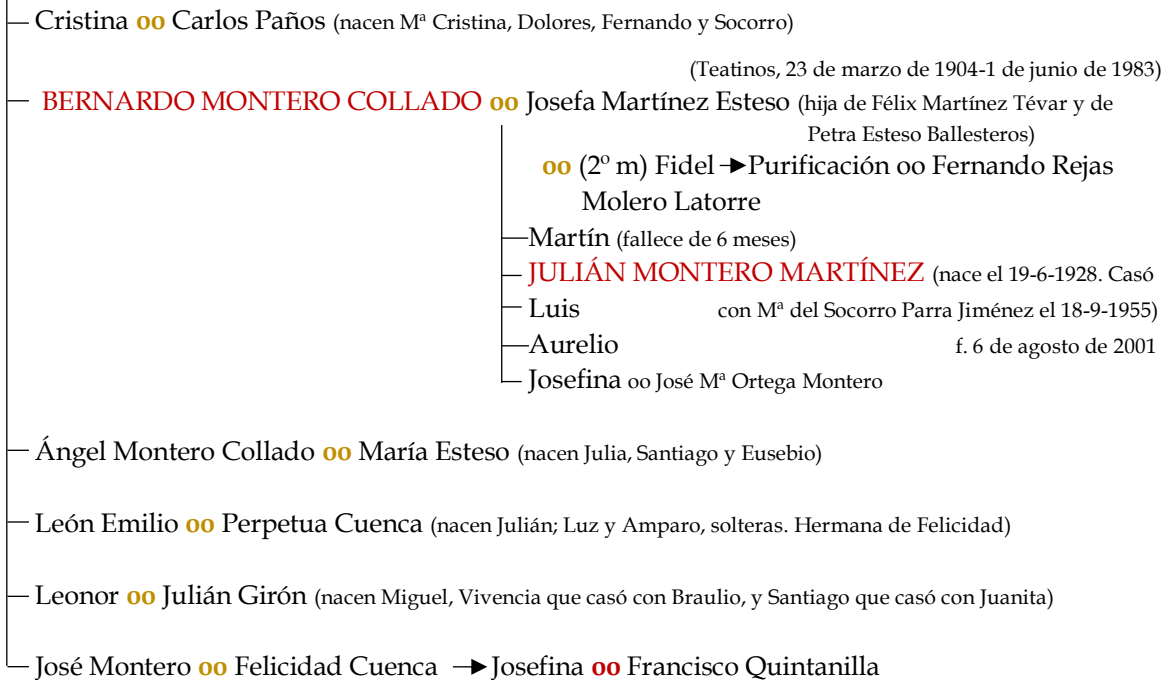 Cristina oo Carlos Paños (nacen Mª Cristina, Dolores, Fernando y Socorro)
(Teatinos, 23 de marzo de 1904-1 de junio de 1983)
BERNARDO MONTERO COLLADO oo Josefa Martínez Esteso (hija de Félix Martínez Tévar y de
Petra Esteso Ballesteros)
oo (2º m) Fidel → Purificación oo Fernando Rejas
Molero Latorre
Martín (fallece de 6 meses)
JULIÁN MONTERO MARTÍNEZ (nace el 19-6-1928. Casó
Luis con Mª del Socorro Parra Jiménez el 18-9-1955)
Aurelio f. 6 de agosto de 2001
Josefina oo José Mª Ortega Montero
Ángel Montero Collado oo María Esteso (nacen Julia, Santiago y Eusebio)
León Emilio oo Perpetua Cuenca (nacen Julián; Luz y Amparo, solteras. Hermana de Felicidad)
Leonor oo Julián Girón (nacen Miguel, Vivencia que casó con Braulio, y Santiago que casó con Juanita)
José Montero oo Felicidad Cuenca → Josefina oo Francisco Quintanilla